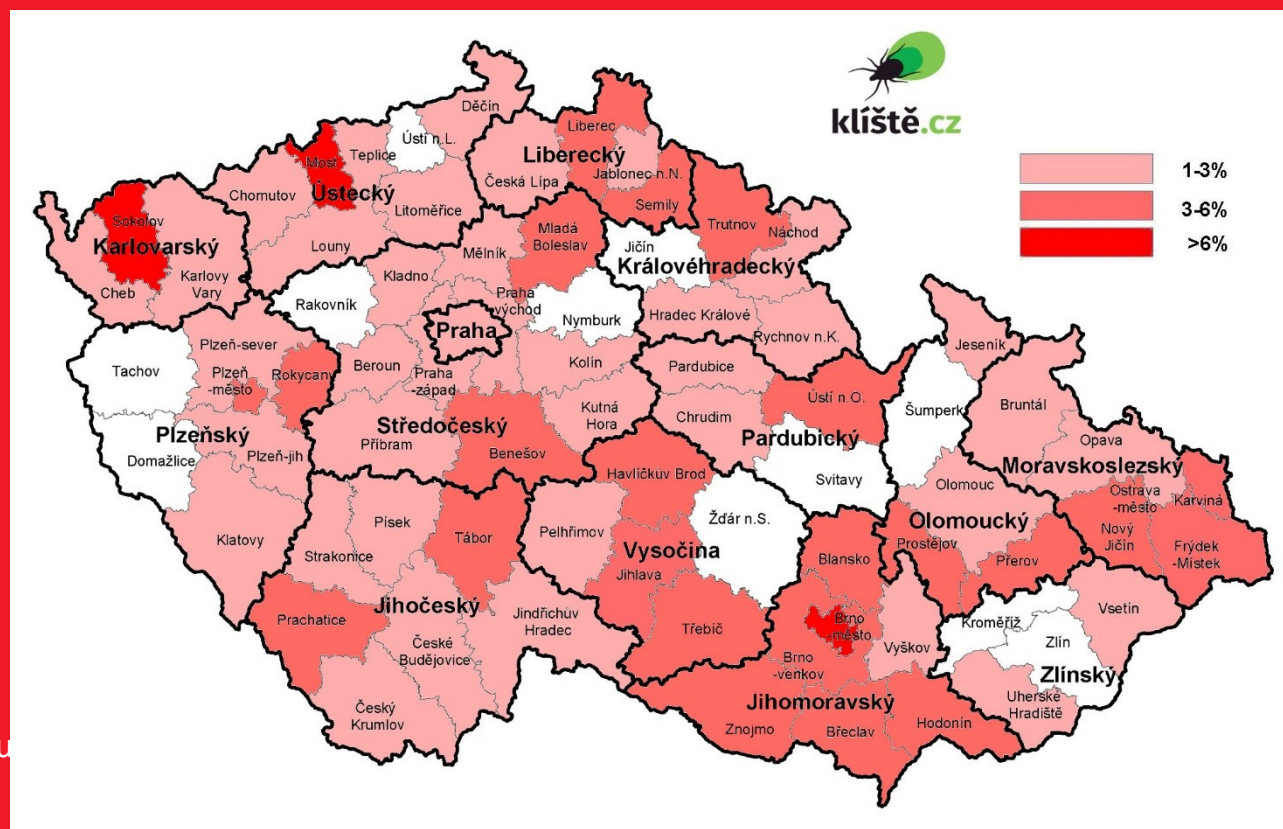 klíště.cz
1-3%
3-6%
>6%
Děčín
Ústí n.L.
Teplice
Most
Chomutov
Ústecký
Litoměřice
Louny
Liberec
Liberecký
Česká Lípa
Jablonec n.N.
Semily
Sokolov
Karlovarský
Karlovy
Vary
Cheb
Trutnov
Náchod
Jičín
Královéhradecký
Hradec Králové
Rychnov n.K.
Mladá
Boleslav
Mělník
Kladno
Rakovník
Praha
-východ
Nymburk
Praha
Beroun
Praha
-západ
Kolín
Kutná
Hora
Středočeský
Příbram
Benešov
Tachov
Plzeň-sever
Plzeň
-město
Rokycany
Plzeňský
Domažlice
Plzeň-jih
Klatovy
Pardubice
Chrudim
Ústí n.O.
Pardubický
Svitavy
Jeseník
Šumperk
Olomouc
Olomoucký
Prostějov
Přerov
Bruntál
Opava
Moravskoslezský
Ostrava
-město
Karviná
Nový
Jičín
Frýdek
-Místek
Havlíčkuv Brod
Pelhřimov
Žďár n.S.
Vysočina
Jihlava
Třebíč
Písek
Strakonice
Tábor
Prachatice
Jihočeský
Jindřichův
Hradec
České
Budějovice
Český
Krumlov
Blansko
Brno
-město
Vyškov
Brno
-venkov
Jihomoravský
Znojmo
Břeclav
Hodonín
Kroměříž
Zlín
Vsetín
Zlínský
Uherské
Hradiště